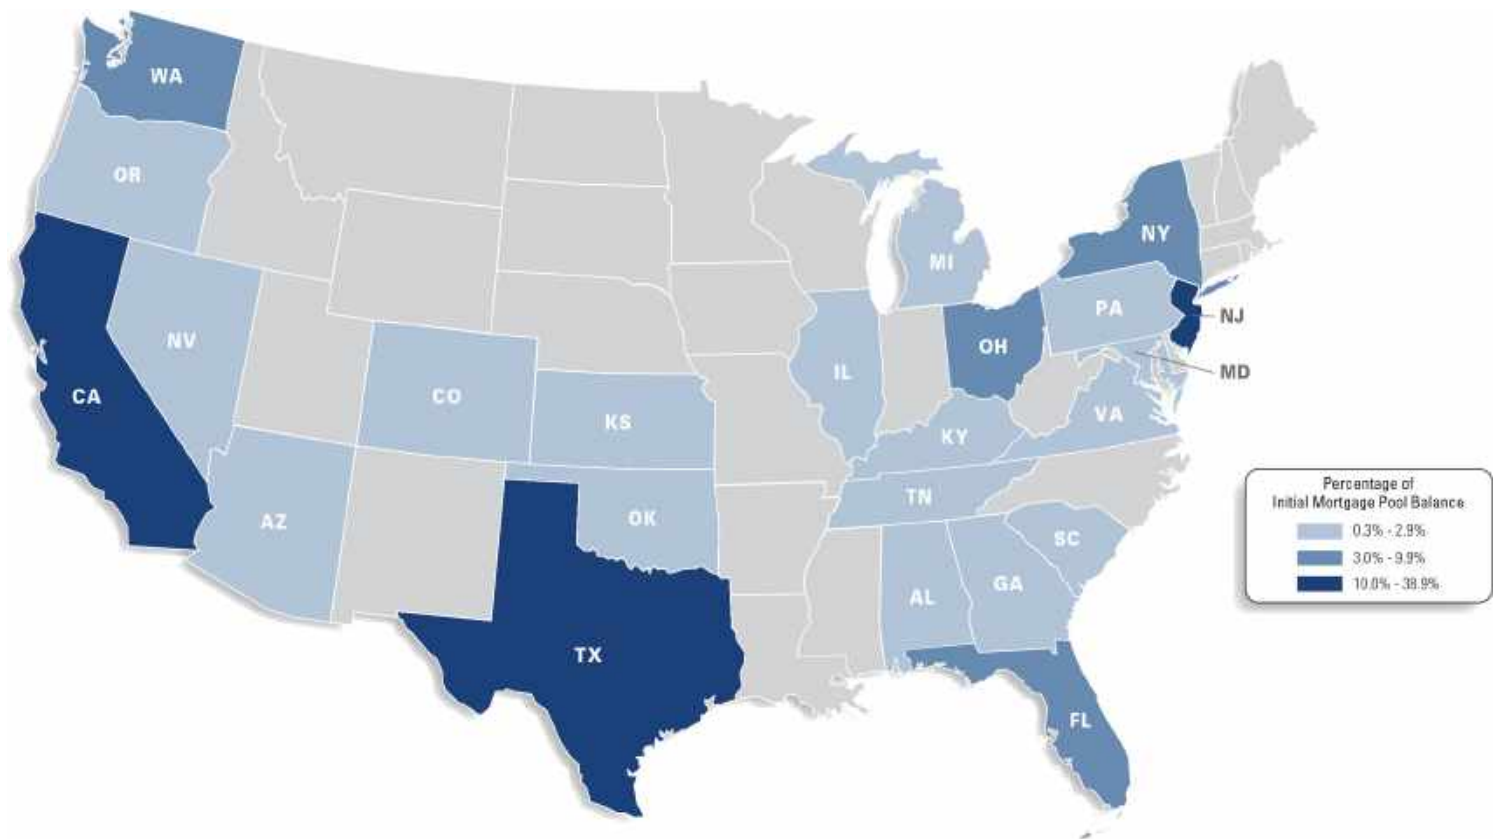 WA
OR
NY
MI
PA
NJ
NV
OH
IL
MD
CA
CO
VA
KS
KY
TN
AZ
OK
SC
GA
AL
TX
FL
Percentage of
Initial Mortgage Pool Balance
0.3% - 2.9%
3.0% - 9.9%
10.0% - 38.9%